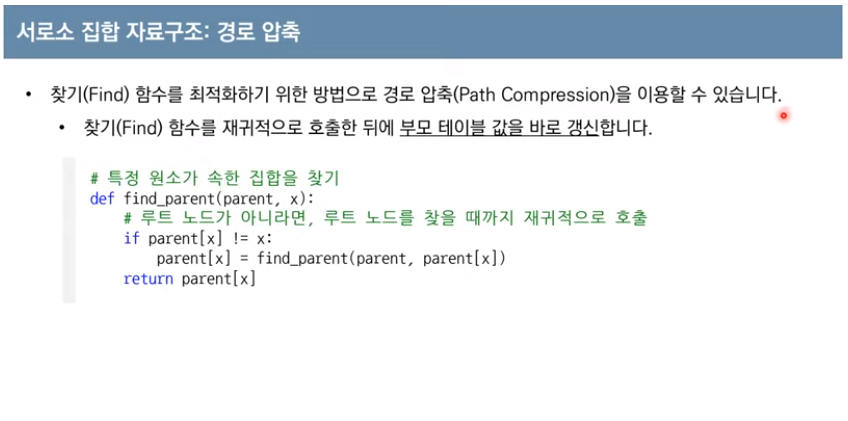 서로소 집합 자료구조: 경로 압축
• 찾기(Find) 함수를 최적화하기 위한 방법으로 경로 압축(Path Compression)을 이용할 수 있습니다.
• 찾기(Find) 함수를 재귀적으로 호출한 뒤에 부모 테이블 값을 바로 갱신합니다.
# 특정 원소가 속한 집합을 찾기
def find_parent(parent, x):
    # 루트 노드가 아니라면, 루트 노드를 찾을 때까지 재귀적으로 호출
    if parent[x] != x:
        parent[x] = find_parent(parent, parent[x])
    return parent[x]